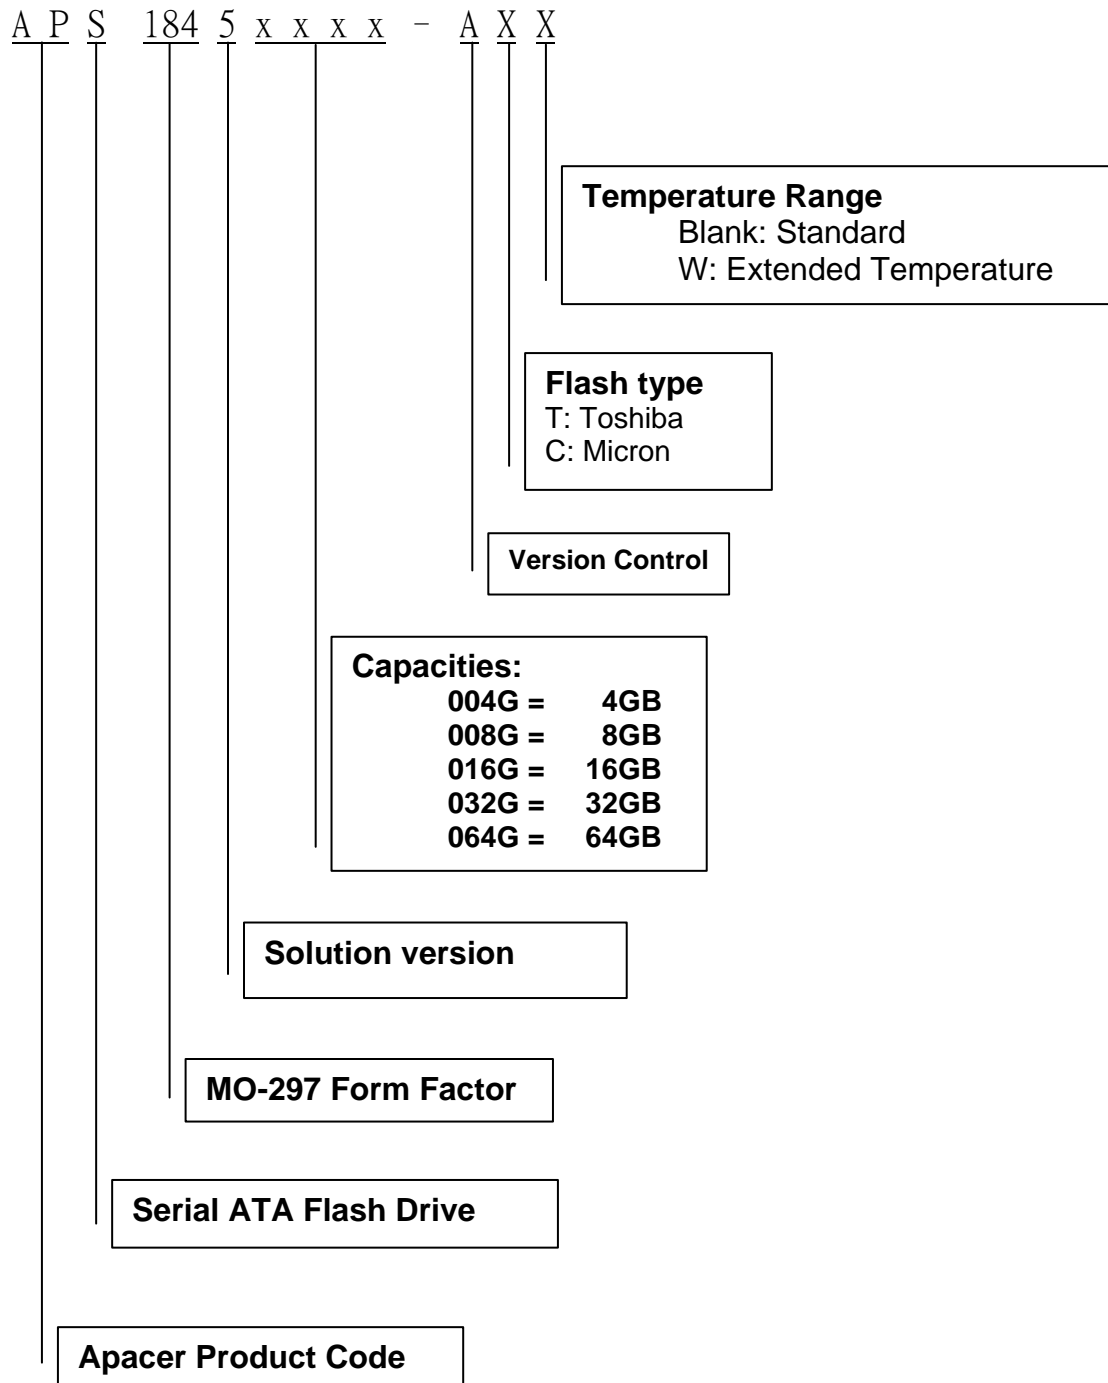 A P S 184 5 x x x x - A X X
Temperature Range
Blank: Standard
W: Extended Temperature
Flash type
T: Toshiba
C: Micron
Version Control
Capacities:
004G = 4GB
008G = 8GB
016G = 16GB
032G = 32GB
064G = 64GB
Solution version
MO-297 Form Factor
Serial ATA Flash Drive
Apacer Product Code